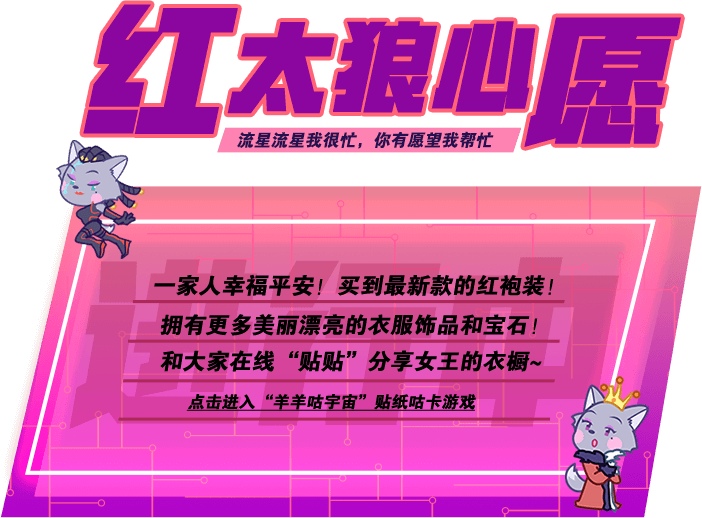 红太狼心愿
流星流星我很忙，你有愿望我帮忙
进行中
一家人幸福平安！买到最新款的红袍装！
拥有更多美丽漂亮的衣服饰品和宝石！
和大家在线“贴贴”分享女王的衣橱~
点击进入“羊羊咕宇宙”贴纸咕卡游戏